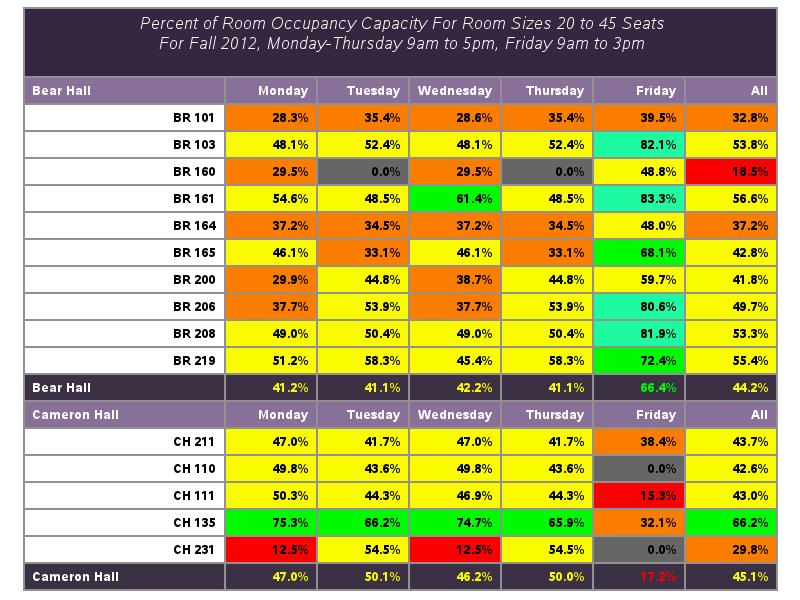 Percent of Room Occupancy Capacity For Room Sizes 20 to 45 Seats
For Fall 2012, Monday-Thursday 9am to 5pm, Friday 9am to 3pm
Bear Hall Monday Tuesday Wednesday Thursday Friday All
BR 101 28.3% 35.4% 28.6% 35.4% 39.5% 32.8%
BR 103 48.1% 52.4% 48.1% 52.4% 82.1% 53.8%
BR 160 29.5% 0.0% 29.5% 0.0% 48.8% 18.5%
BR 161 54.6% 48.5% 61.4% 48.5% 83.3% 56.6%
BR 164 37.2% 34.5% 37.2% 34.5% 48.0% 37.2%
BR 165 46.1% 33.1% 46.1% 33.1% 68.1% 42.8%
BR 200 29.9% 44.8% 38.7% 44.8% 59.7% 41.8%
BR 206 37.7% 53.9% 37.7% 53.9% 80.6% 49.7%
BR 208 49.0% 50.4% 49.0% 50.4% 81.9% 53.3%
BR 219 51.2% 58.3% 45.4% 58.3% 72.4% 55.4%
Bear Hall 41.2% 41.1% 42.2% 41.1% 66.4% 44.2%
Cameron Hall Monday Tuesday Wednesday Thursday Friday All
CH 211 47.0% 41.7% 47.0% 41.7% 38.4% 43.7%
CH 110 49.8% 43.6% 49.8% 43.6% 0.0% 42.6%
CH 111 50.3% 44.3% 46.9% 44.3% 15.3% 43.0%
CH 135 75.3% 66.2% 74.7% 65.9% 32.1% 66.2%
CH 231 12.5% 54.5% 12.5% 54.5% 0.0% 29.8%
Cameron Hall 47.0% 50.1% 46.2% 50.0% 17.2% 45.1%